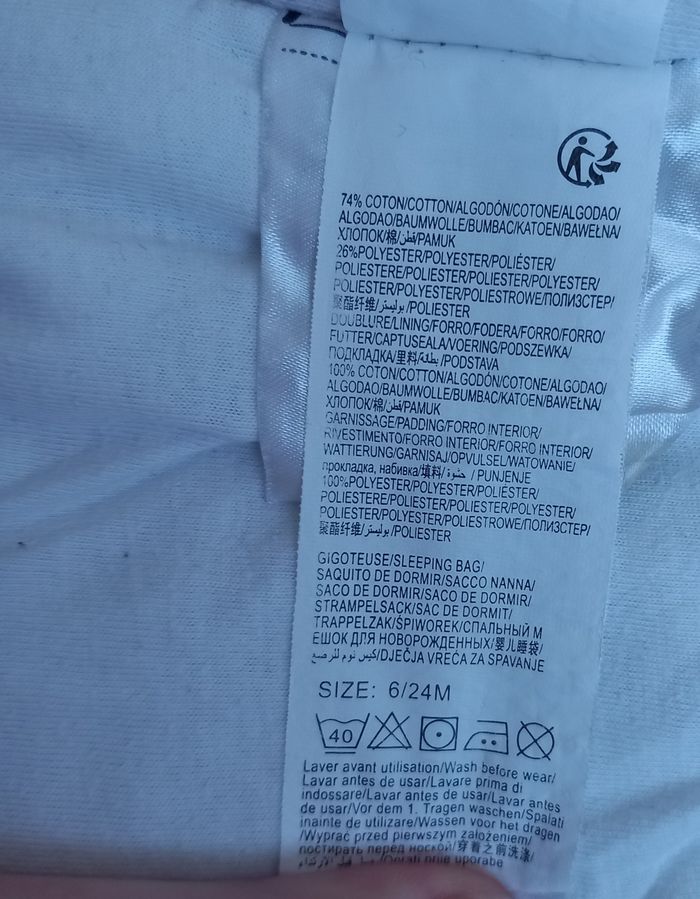 74% COTON/COTTON/ALGODÓN/COTONE/ALGODAO/
ALGODAO/BAUMWOLLE/BUMBAC/KATOEN/BAWEŁNA/
ХЛОПОК/棉/قطن/PAMUK
26%POLYESTER/POLYESTER/POLIÉSTER/
POLIESTERE/POLIESTER/POLIESTER/POLYESTER/
POLIESTER/POLYESTER/POLIESTROWE/ПОЛИЭСТЕР/
聚酯纤维/بوليستر/POLIESTER
DOUBLURE/LINING/FORRO/FODERA/FORRO/FORRO/
FUTTER/CAPTUSEALA/VOERING/PODSZEWKA/
ПОДКЛАДКА/里料/بطانة/PODSTAVA
100% COTON/COTTON/ALGODÓN/COTONE/ALGODAO/
ALGODAO/BAUMWOLLE/BUMBAC/KATOEN/BAWEŁNA/
ХЛОПОК/棉/قطن/PAMUK
GARNISSAGE/PADDING/FORRO INTERIOR/
RIVESTIMENTO/FORRO INTERIOR/FORRO INTERIOR/
WATTIERUNG/GARNISAJ/OPVULSEL/WATOWANIE/
прокладка, набивка/填料/حشوة / PUNJENJE
100%POLYESTER/POLYESTER/POLIÉSTER/
POLIESTERE/POLIESTER/POLIESTER/POLYESTER/
POLIESTER/POLYESTER/POLIESTROWE/ПОЛИЭСТЕР/
聚酯纤维/بوليستر/POLIESTER
GIGOTEUSE/SLEEPING BAG/
SAQUITO DE DORMIR/SACCO NANNA/
SACO DE DORMIR/SACO DE DORMIR/
STRAMPELSACK/SAC DE DORMIT/
TRAPPELZAK/ŚPIWOREK/СПАЛЬНЫЙ М
ЕШОК ДЛЯ НОВОРОЖДЕННЫХ/婴儿睡袋/
كيس نوم للرضع/DJEČJA VREĆA ZA SPAVANJE
SIZE: 6/24M
40
Laver avant utilisation/Wash before wear/
Lavar antes de usar/Lavare prima di
indossare/Lavar antes de usar/Lavar antes
de usar/Vor dem 1. Tragen waschen/Spalati
inainte de utilizare/Wassen voor het dragen
/Wyprać przed pierwszym założeniem/
постирать перед ноской/穿着之前洗涤/
/Oprati prije uporabe